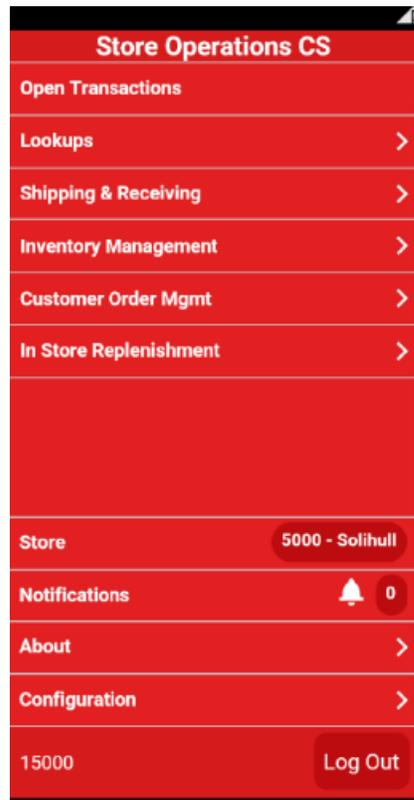 Store Operations CS
Open Transactions
Lookups
Shipping & Receiving
Inventory Management
Customer Order Mgmt
In Store Replenishment
Store 5000 - Solihull
Notifications 0
About
Configuration
15000 Log Out